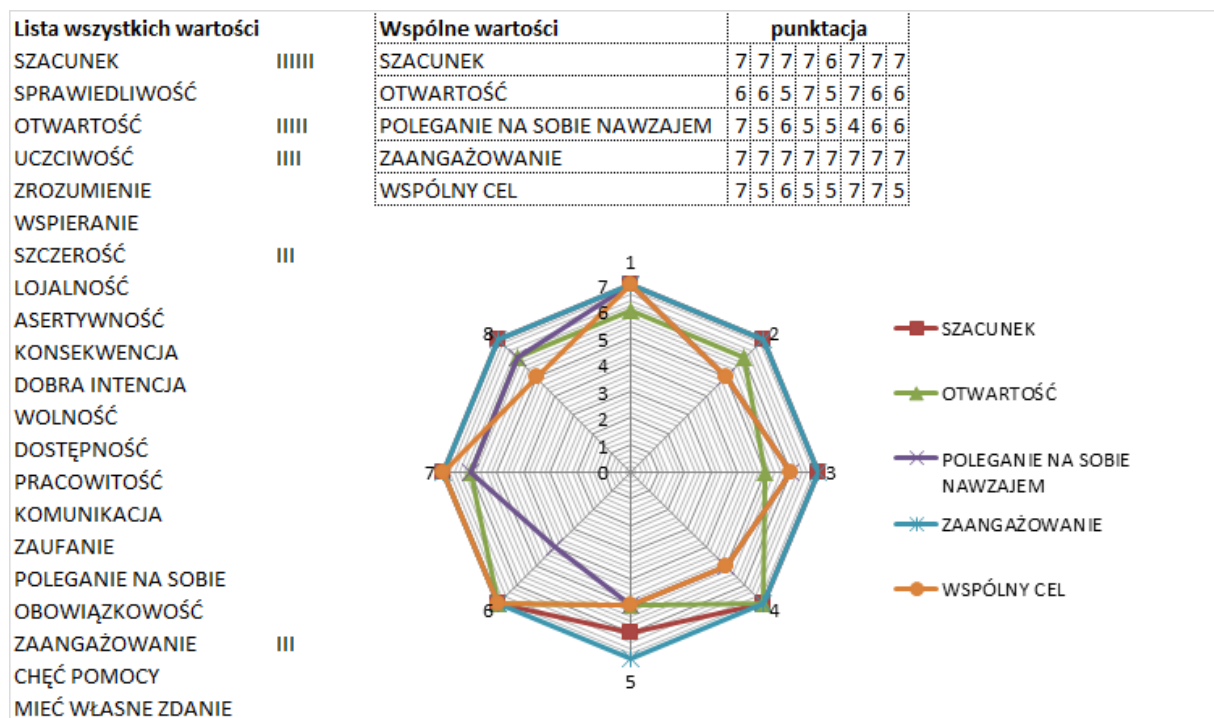 Lista wszystkich wartości
SZACUNEK IIIIII
SPRAWIEDLIWOŚĆ
OTWARTOŚĆ IIIII
UCZCIWOŚĆ IIII
ZROZUMIENIE
WSPIERANIE
SZCZEROŚĆ III
LOJALNOŚĆ
ASERTYWNOŚĆ
KONSEKWENCJA
DOBRA INTENCJA
WOLNOŚĆ
DOSTĘPNOŚĆ
PRACOWITOŚĆ
KOMUNIKACJA
ZAUFANIE
POLEGANIE NA SOBIE
OBOWIĄZKOWOŚĆ
ZAANGAŻOWANIE III
CHĘĆ POMOCY
MIEĆ WŁASNE ZDANIE
Wspólne wartości punktacja
SZACUNEK 7 7 7 7 6 7 7 7
OTWARTOŚĆ 6 6 5 7 5 7 6 6
POLEGANIE NA SOBIE NAWZAJEM 7 5 6 5 5 4 6 6
ZAANGAŻOWANIE 7 7 7 7 7 7 7 7
WSPÓLNY CEL 7 5 6 5 5 7 7 5
1
2
3
4
5
6
7
8
7
6
5
4
3
2
1
0
SZACUNEK
OTWARTOŚĆ
POLEGANIE NA SOBIE
NAWZAJEM
ZAANGAŻOWANIE
WSPÓLNY CEL